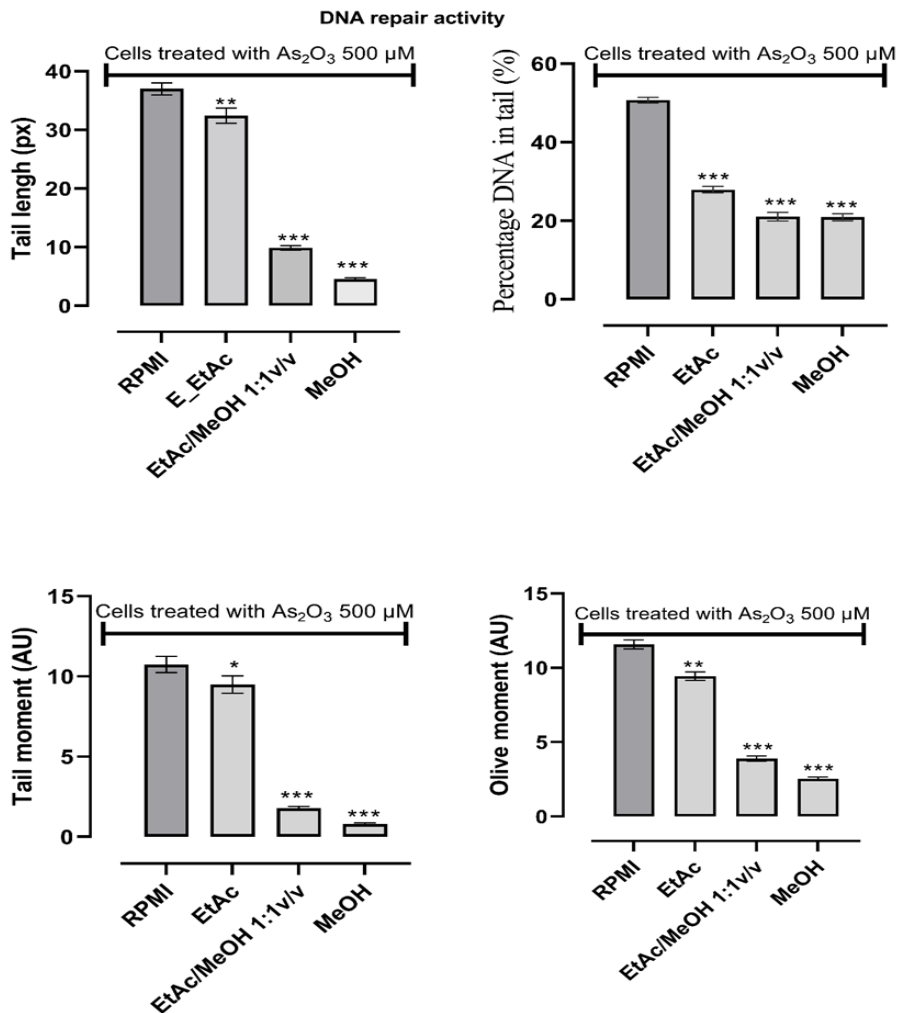 DNA repair activity
Cells treated with As₂O₃ 500 µM
Tail lengh (px)
40
30
20
10
0
**
***
***
RPMI
E_EtAc
EtAc/MeOH 1:1v/v
MeOH
Cells treated with As₂O₃ 500 µM
Percentage DNA in tail (%)
60
40
20
0
***
***
***
RPMI
EtAc
EtAc/MeOH 1:1v/v
MeOH
Cells treated with As₂O₃ 500 µM
Tail moment (AU)
15
10
5
0
*
***
***
RPMI
EtAc
EtAc/MeOH 1:1v/v
MeOH
Cells treated with As₂O₃ 500 µM
Olive moment (AU)
15
10
5
0
**
***
***
RPMI
EtAc
EtAc/MeOH 1:1v/v
MeOH